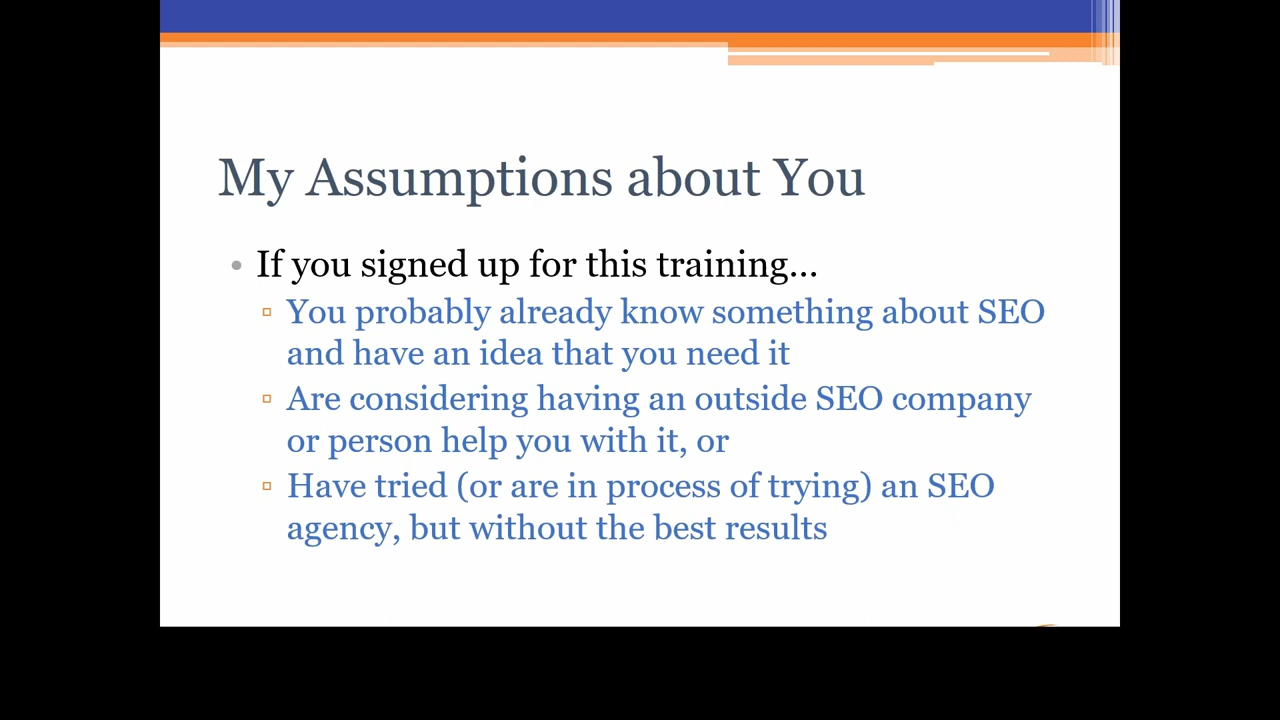 My Assumptions about You
• If you signed up for this training...
▫ You probably already know something about SEO
and have an idea that you need it
▫ Are considering having an outside SEO company
or person help you with it, or
▫ Have tried (or are in process of trying) an SEO
agency, but without the best results